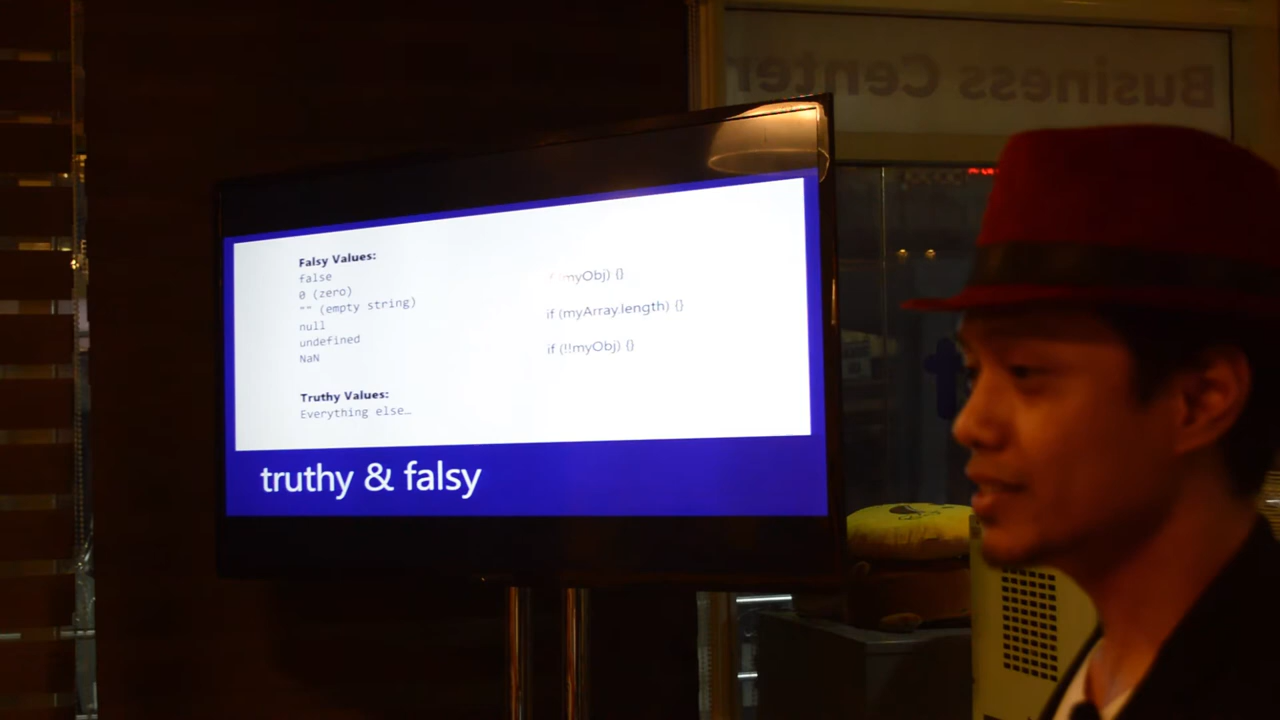 Business Center
Falsy Values:
false
0 (zero)
"" (empty string)
null
undefined
NaN
Truthy Values:
Everything else…
if (myObj) {}
if (myArray.length) {}
if (!!myObj) {}
truthy & falsy